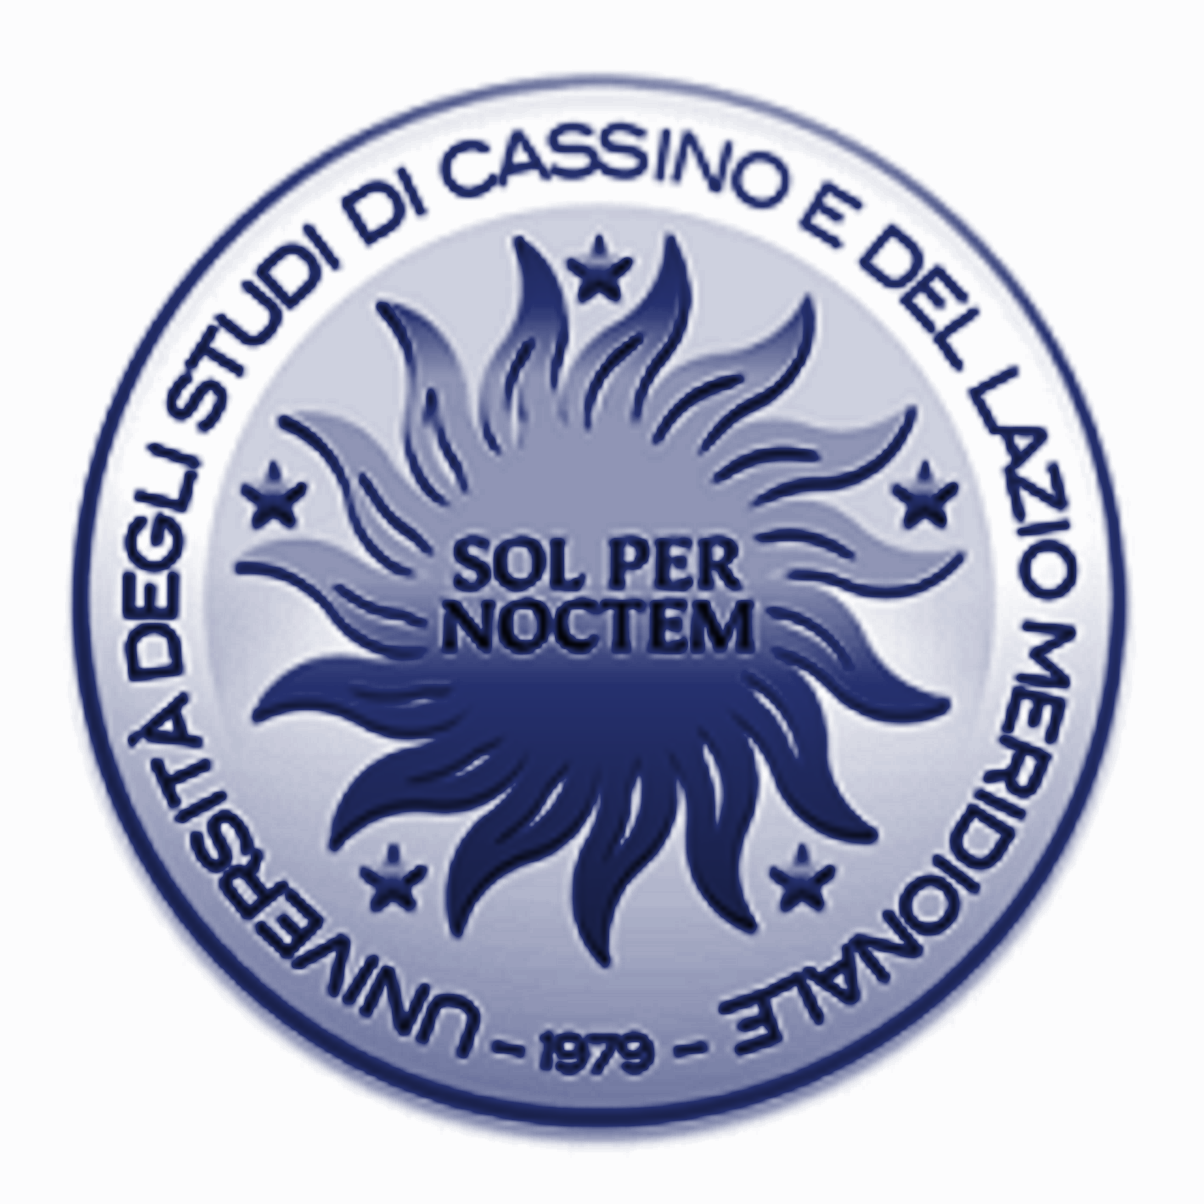 UNIVERSITÀ DEGLI STUDI DI CASSINO E DEL LAZIO MERIDIONALE
SOL PER
NOCTEM
- 1979 -